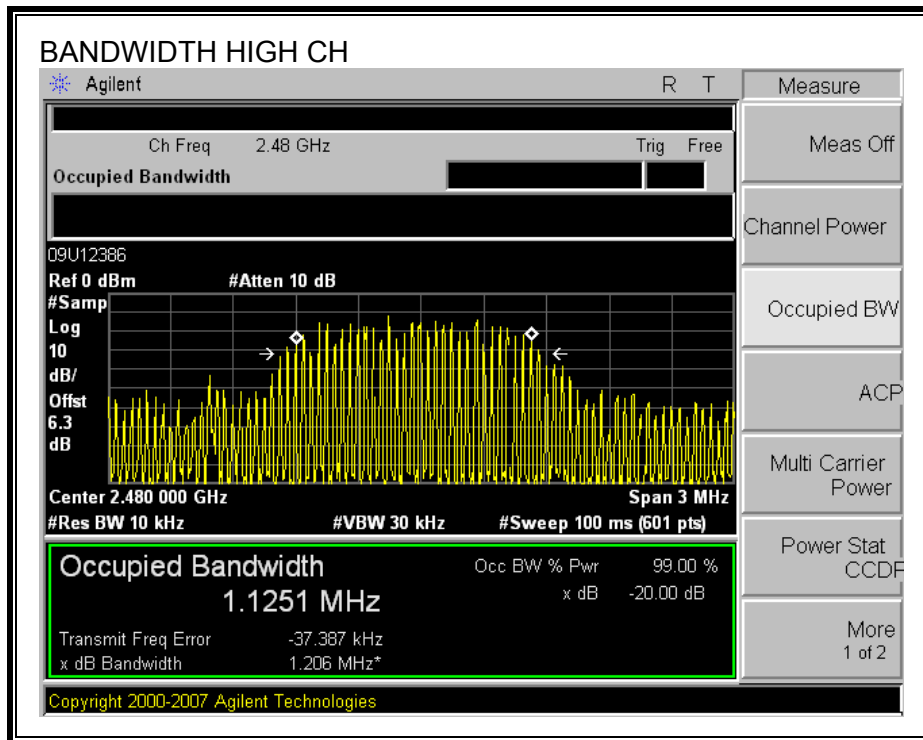 BANDWIDTH HIGH CH
Agilent R T
Measure
Ch Freq 2.48 GHz Trig Free
Occupied Bandwidth
Meas Off
Channel Power
Occupied BW
ACP
Multi Carrier
Power
Power Stat
CCDF
More
1 of 2
09U12386
Ref 0 dBm #Atten 10 dB
#Samp
Log
10
dB/
Offst
6.3
dB
Center 2.480 000 GHz Span 3 MHz
#Res BW 10 kHz #VBW 30 kHz #Sweep 100 ms (601 pts)
Occupied Bandwidth
1.1251 MHz
Occ BW % Pwr 99.00 %
x dB -20.00 dB
Transmit Freq Error -37.387 kHz
x dB Bandwidth 1.206 MHz*
Copyright 2000-2007 Agilent Technologies